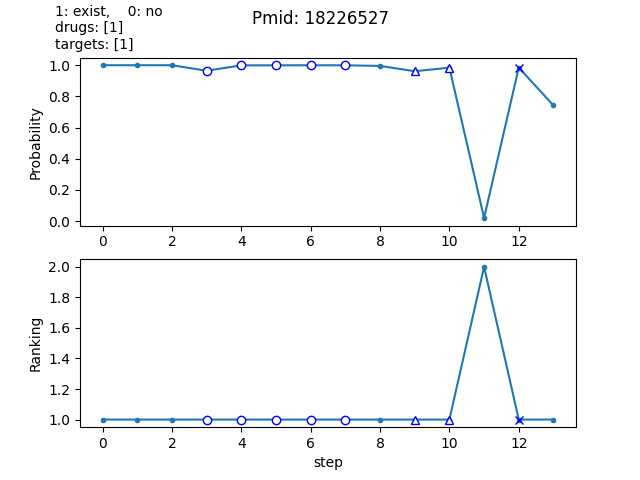 1: exist,    0: no
drugs: [1]
targets: [1]
Pmid: 18226527
Probability
1.0
0.8
0.6
0.4
0.2
0.0
0 2 4 6 8 10 12
Ranking
2.0
1.8
1.6
1.4
1.2
1.0
0 2 4 6 8 10 12
step